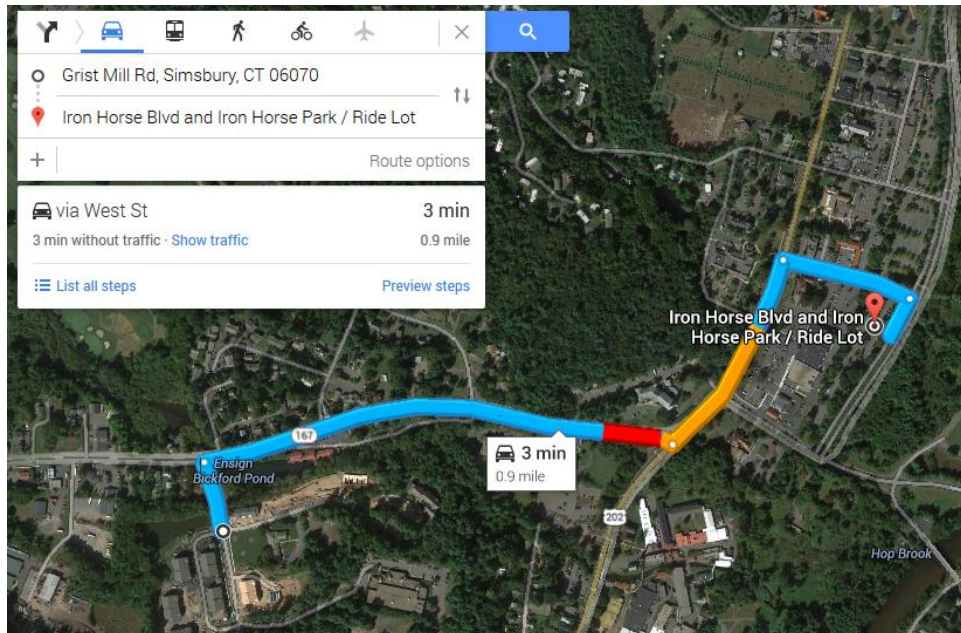 Grist Mill Rd, Simsbury, CT 06070
Iron Horse Blvd and Iron Horse Park / Ride Lot
Route options
via West St 3 min
3 min without traffic · Show traffic 0.9 mile
List all steps Preview steps
Iron Horse Blvd and Iron
Horse Park / Ride Lot
167
3 min
0.9 mile
Ensign
Bickford Pond
202
Hop Brook